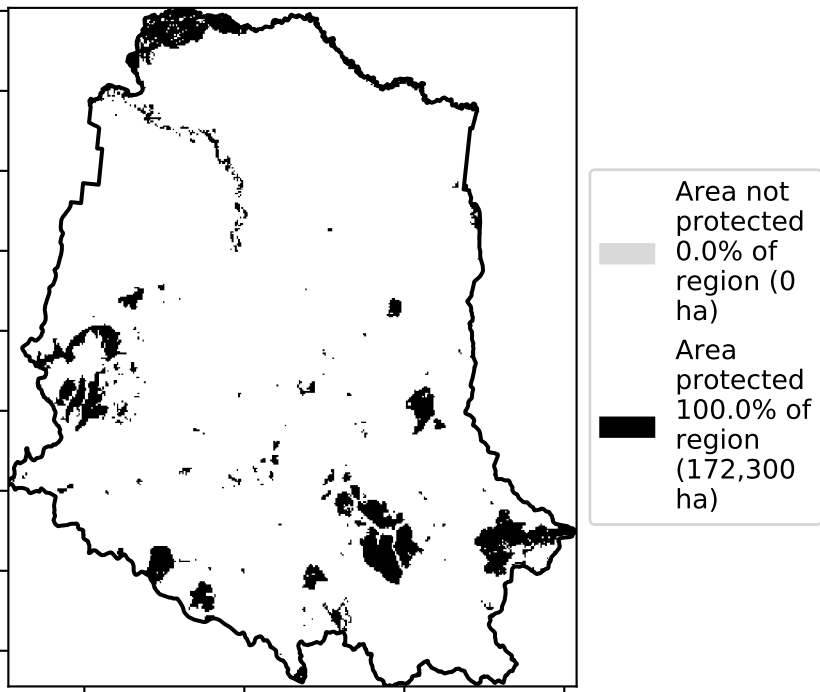 Area not
protected
0.0% of
region (0
ha)
Area
protected
100.0% of
region
(172,300
ha)